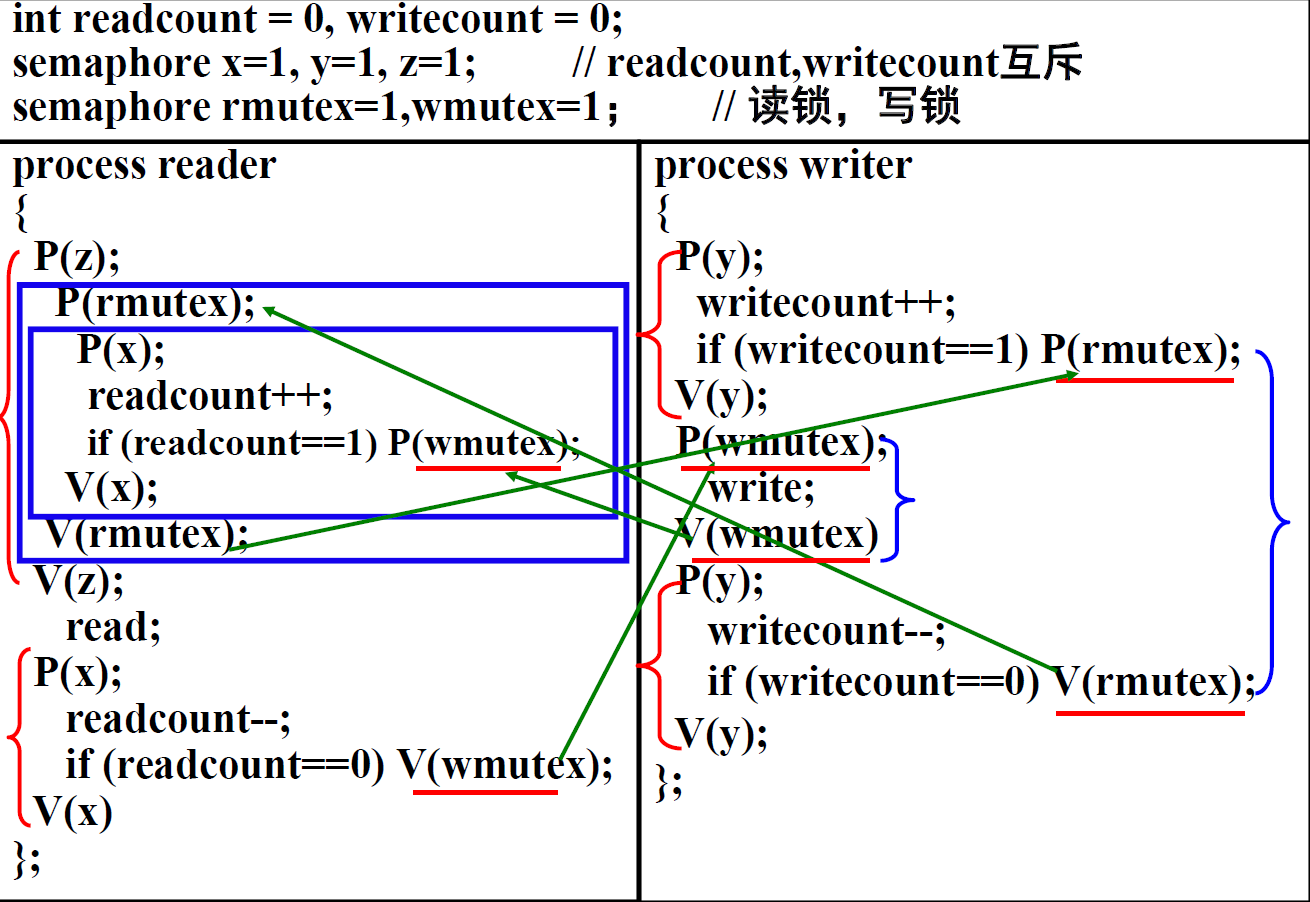 int readcount = 0, writecount = 0;
semaphore x=1, y=1, z=1; // readcount,writecount互斥
semaphore rmutex=1,wmutex=1； // 读锁，写锁
process reader
{
P(z);
P(rmutex);
P(x);
readcount++;
if (readcount==1) P(wmutex);
V(x);
V(rmutex);
V(z);
read;
P(x);
readcount--;
if (readcount==0) V(wmutex);
V(x)
};
process writer
{
P(y);
writecount++;
if (writecount==1) P(rmutex);
V(y);
P(wmutex);
write;
V(wmutex)
P(y);
writecount--;
if (writecount==0) V(rmutex);
V(y);
};